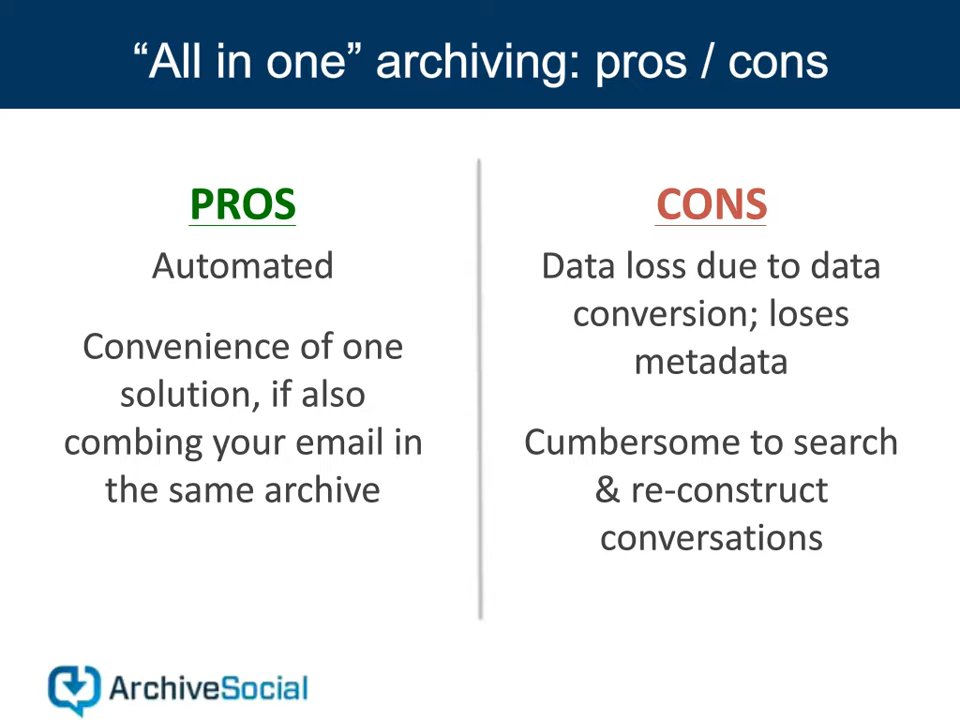 “All in one” archiving: pros / cons
PROS
Automated
Convenience of one
solution, if also
combing your email in
the same archive
CONS
Data loss due to data
conversion; loses
metadata
Cumbersome to search
& re-construct
conversations
ArchiveSocial